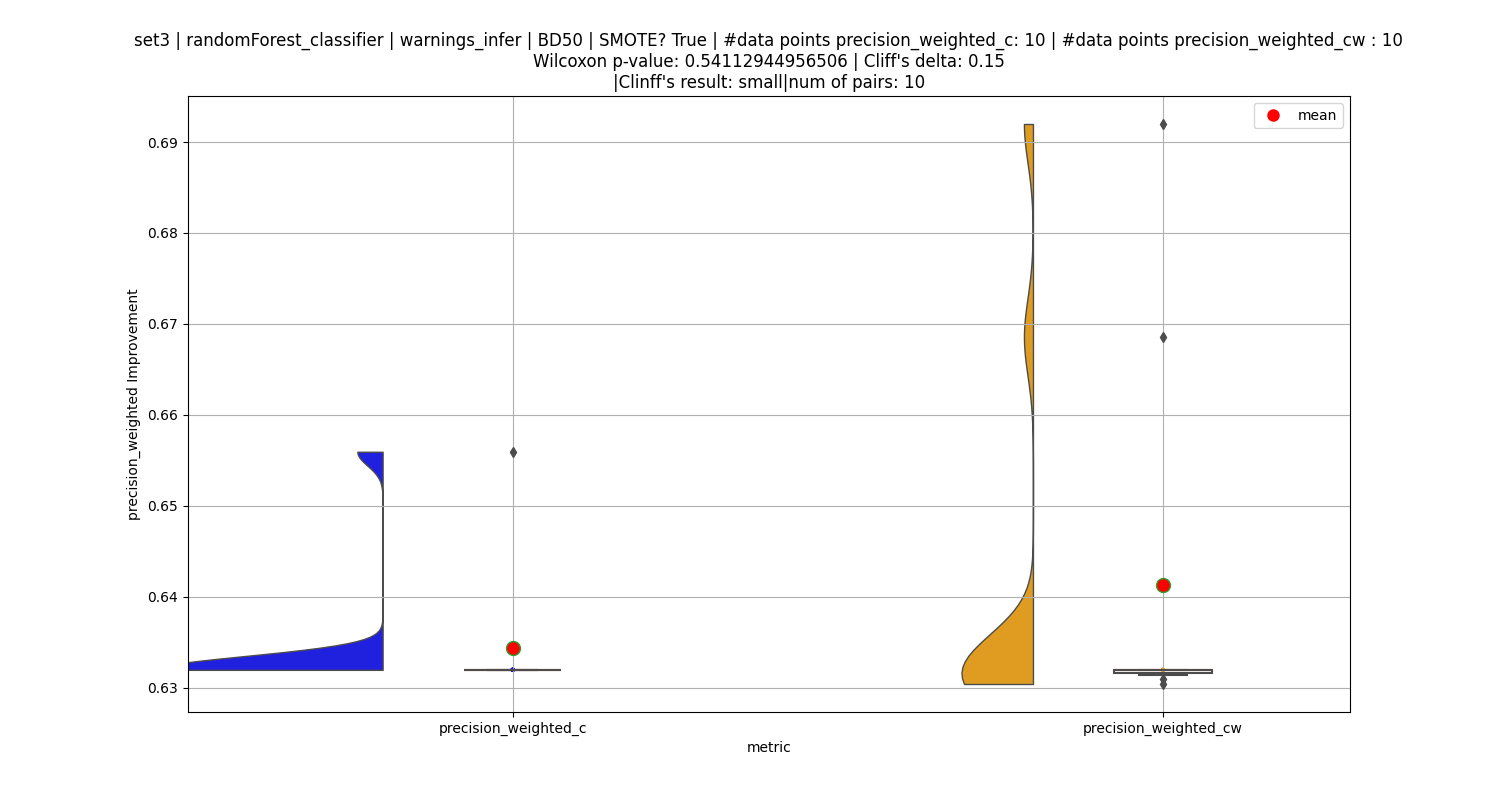 set3 | randomForest_classifier | warnings_infer | BD50 | SMOTE? True | #data points precision_weighted_c: 10 | #data points precision_weighted_cw : 10
Wilcoxon p-value: 0.54112944956506 | Cliff's delta: 0.15
|Clinff's result: small|num of pairs: 10
mean
0.69
0.68
0.67
0.66
0.65
0.64
0.63
precision_weighted Improvement
precision_weighted_c
precision_weighted_cw
metric